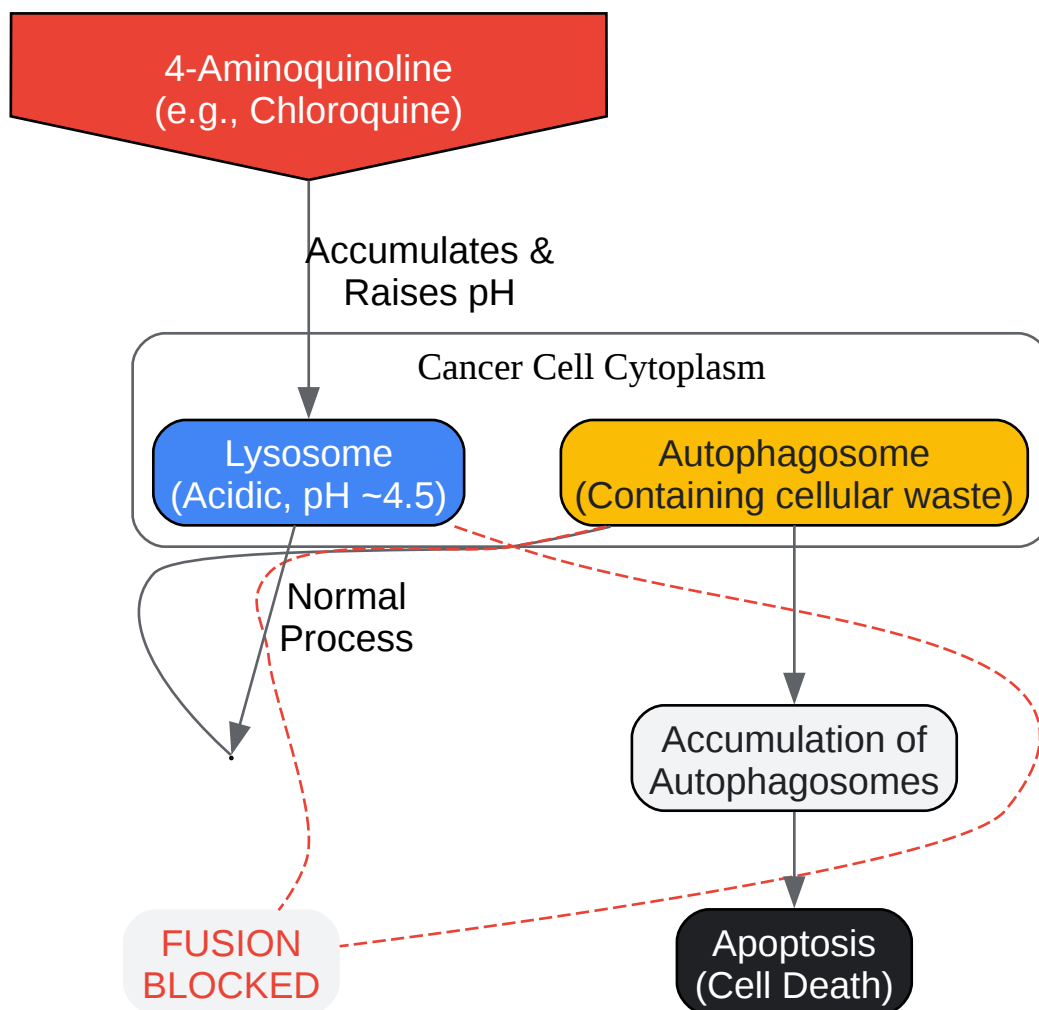 4-Aminoquinoline
(e.g., Chloroquine)
Accumulates &
Raises pH
Cancer Cell Cytoplasm
Lysosome
(Acidic, pH ~4.5)
Autophagosome
(Containing cellular waste)
Normal
Process
Accumulation of
Autophagosomes
FUSION
BLOCKED
Apoptosis
(Cell Death)